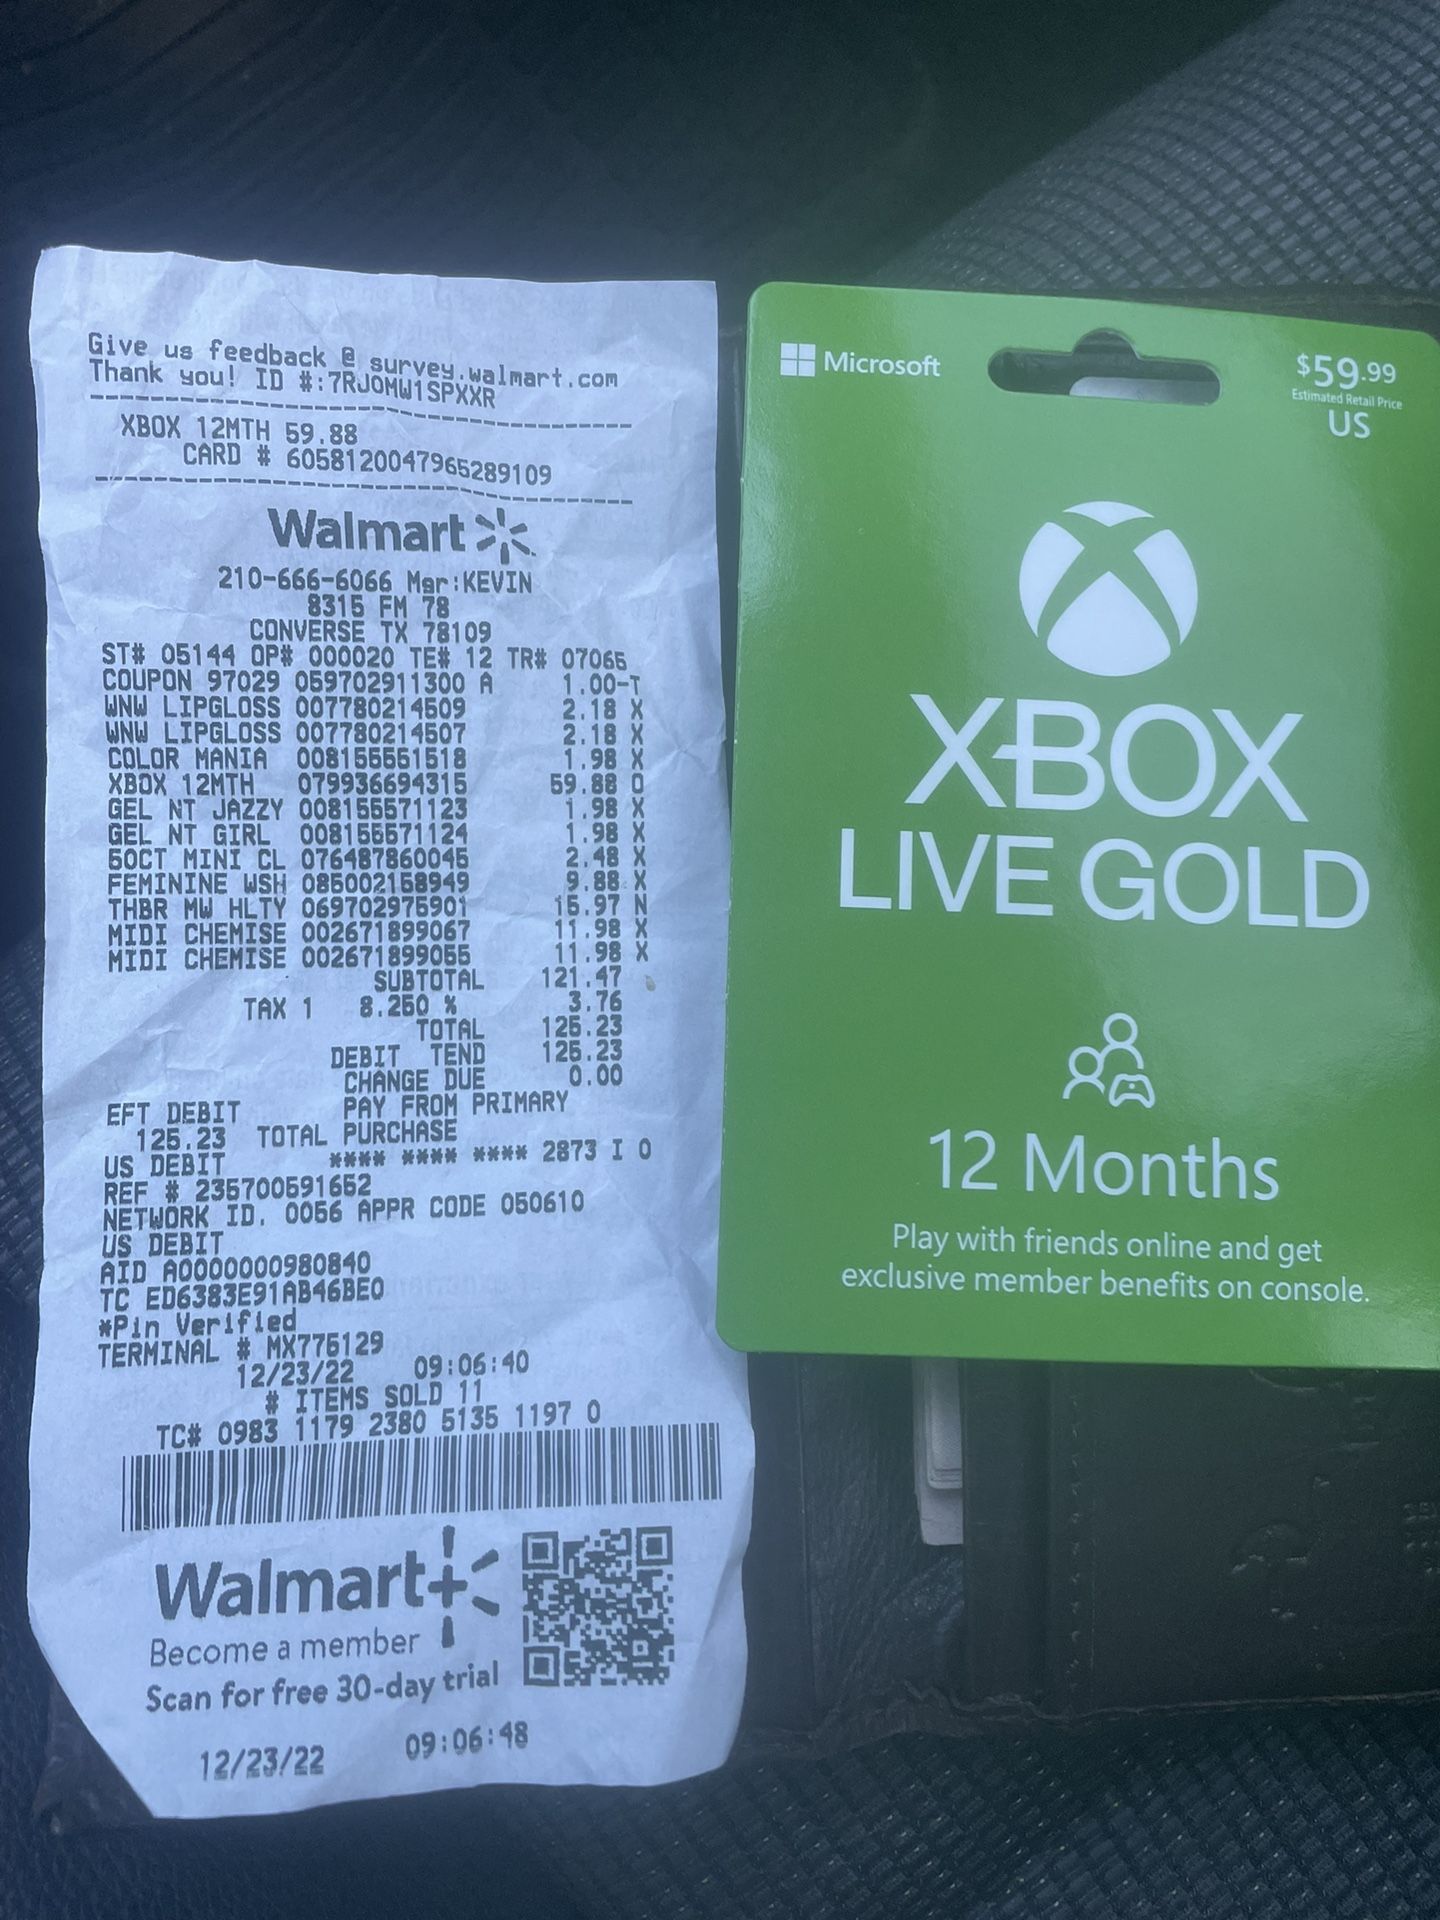 Give us feedback @ survey.walmart.com
Thank you! ID #:7RJOMW1SPXXR
XBOX 12MTH 59.88
CARD # 6058120047965289109
Walmart
210-666-6066 Mgr:KEVIN
8315 FM 78
CONVERSE TX 78109
ST# 05144 OP# 000020 TE# 12 TR# 07065
COUPON 97029 059702911300 A 1.00-T
WNW LIPGLOSS 007780214509 2.18 X
WNW LIPGLOSS 007780214507 2.18 X
COLOR MANIA 008155551518 1.98 X
XBOX 12MTH 079936694315 59.88 O
GEL NT JAZZY 008155571123 1.98 X
GEL NT GIRL 008155571124 1.98 X
50CT MINI CL 076487860045 2.48 X
FEMININE WSH 085002158949 9.88 X
THBR MW HLTY 069702975901 15.97 N
MIDI CHEMISE 002671899067 11.98 X
MIDI CHEMISE 002671899055 11.98 X
SUBTOTAL 121.47
TAX 1 8.250 % 3.76
TOTAL 125.23
DEBIT TEND 125.23
CHANGE DUE 0.00
EFT DEBIT PAY FROM PRIMARY
125.23 TOTAL PURCHASE
US DEBIT **** **** **** 2873 I 0
REF # 235700591652
NETWORK ID. 0056 APPR CODE 050610
US DEBIT
AID A0000000980840
TC ED6383E91AB46BE0
*Pin Verified
TERMINAL # MX775129
12/23/22 09:06:40
# ITEMS SOLD 11
TC# 0983 1179 2380 5135 1197 0
Walmart+
Become a member
Scan for free 30-day trial
12/23/22 09:06:48
Microsoft
$59.99
Estimated Retail Price
US
XBOX
LIVE GOLD
12 Months
Play with friends online and get
exclusive member benefits on console.